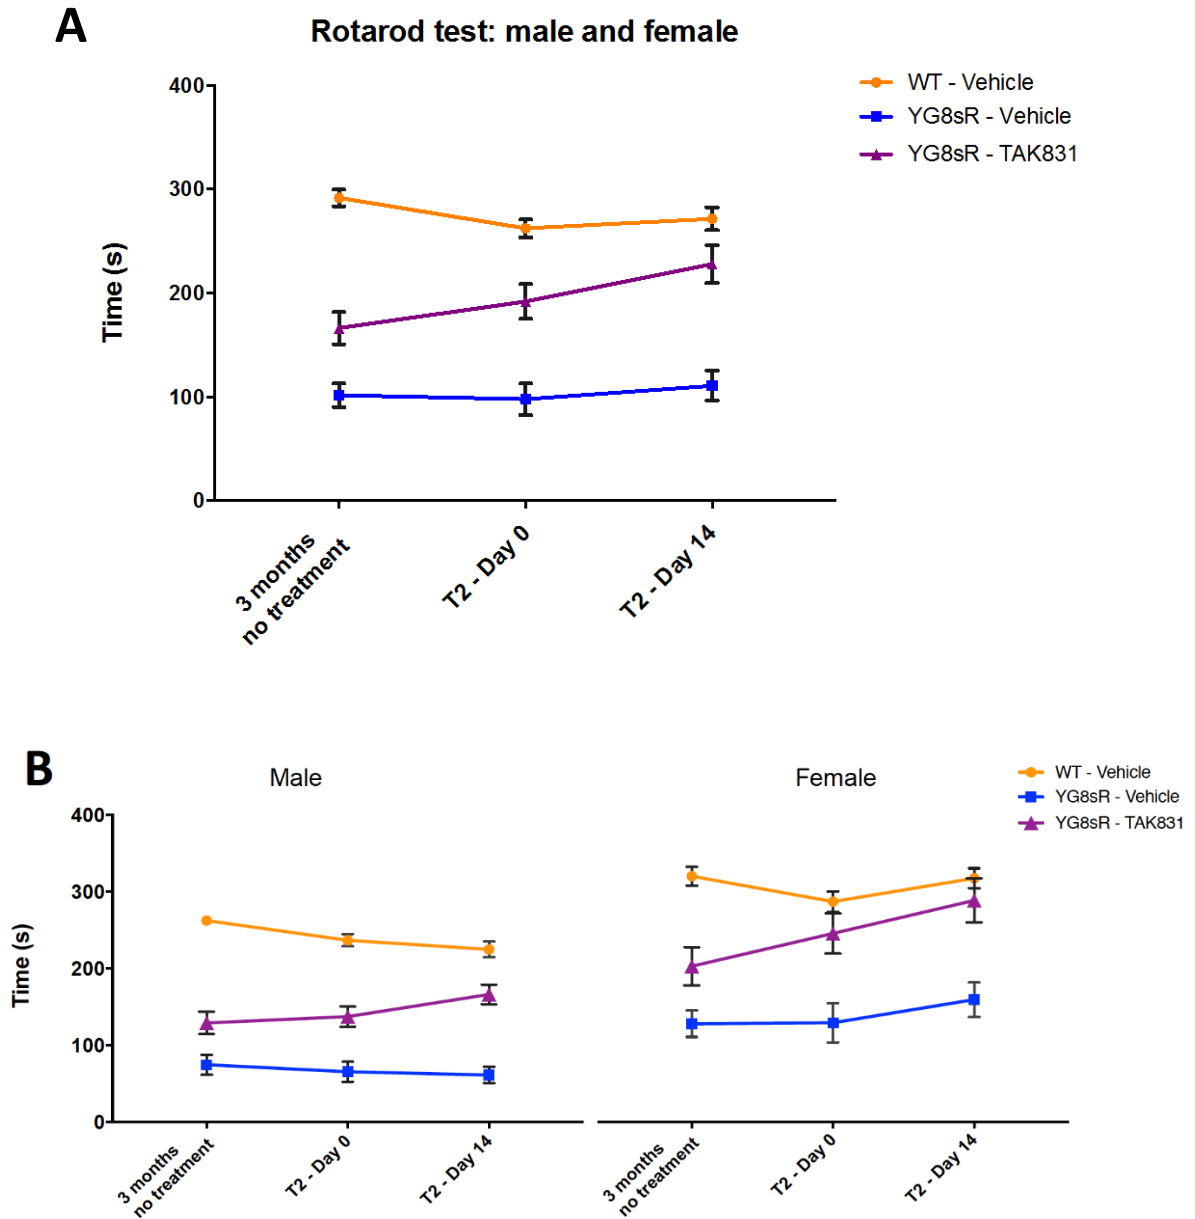 A
Rotarod test: male and female
400
300
200
100
0
Time (s)
WT - Vehicle
YG8sR - Vehicle
YG8sR - TAK831
3 months
no treatment
T2 - Day 0
T2 - Day 14
B
Male
Female
WT - Vehicle
YG8sR - Vehicle
YG8sR - TAK831
400
300
200
100
0
Time (s)
3 months
no treatment
T2 - Day 0
T2 - Day 14
3 months
no treatment
T2 - Day 0
T2 - Day 14